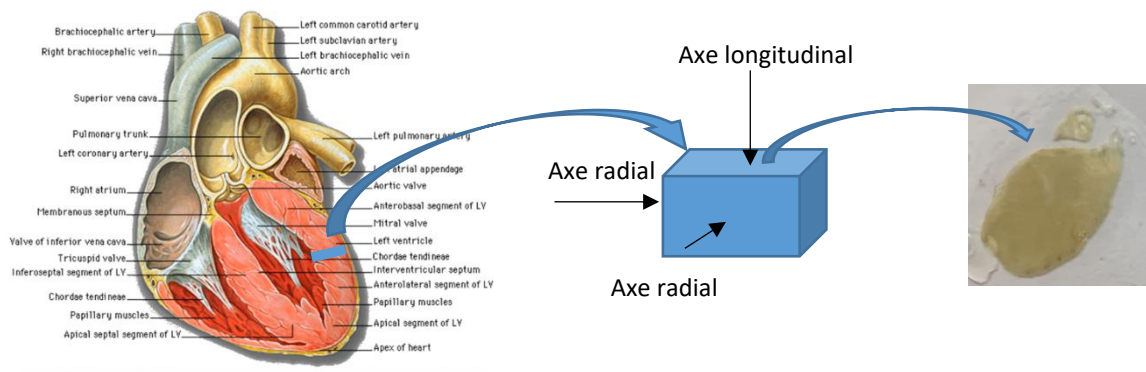 Brachiocephalic artery
Right brachiocephalic vein
Superior vena cava
Pulmonary trunk
Left coronary artery
Right atrium
Membranous septum
Valve of inferior vena cava
Tricuspid valve
Inferoseptal segment of LV
Chordae tendineae
Papillary muscles
Apical septal segment of LV
Left common carotid artery
Left subclavian artery
Left brachiocephalic vein
Aortic arch
Left pulmonary artery
atrial appendage
Aortic valve
Anterobasal segment of LV
Mitral valve
Left ventricle
Chordae tendineae
Interventricular septum
Anterolateral segment of LV
Papillary muscles
Apical segment of LV
Apex of heart
Axe longitudinal
Axe radial
Axe radial